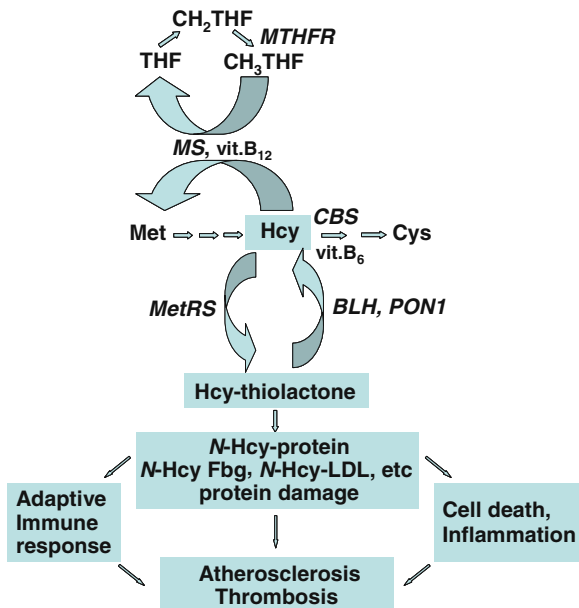 CH₂THF
MTHFR
THF
CH₃THF
MS, vit.B₁₂
CBS
Met
Hcy
Cys
vit.B₆
MetRS
BLH, PON1
Hcy-thiolactone
N-Hcy-protein
N-Hcy Fbg, N-Hcy-LDL, etc
protein damage
Adaptive
Immune
response
Cell death,
Inflammation
Atherosclerosis
Thrombosis